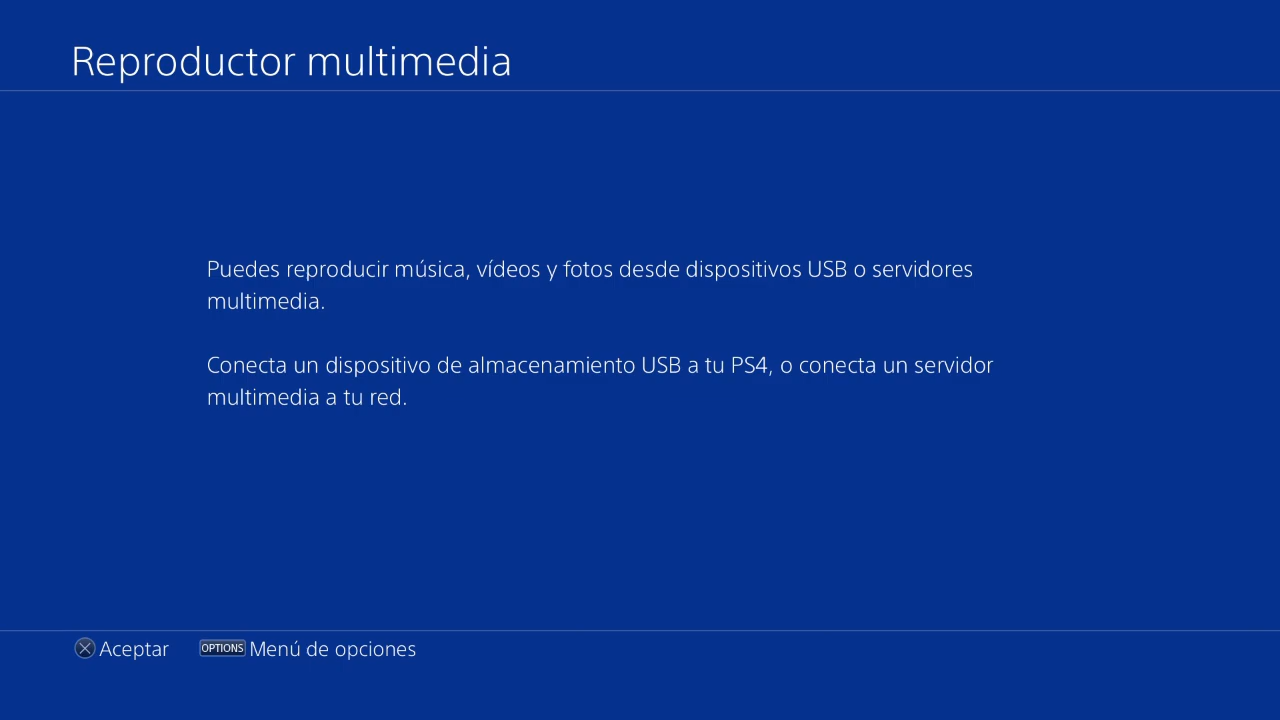 Reproductor multimedia
Puedes reproducir música, vídeos y fotos desde dispositivos USB o servidores
multimedia.
Conecta un dispositivo de almacenamiento USB a tu PS4, o conecta un servidor
multimedia a tu red.
Aceptar OPTIONS Menú de opciones